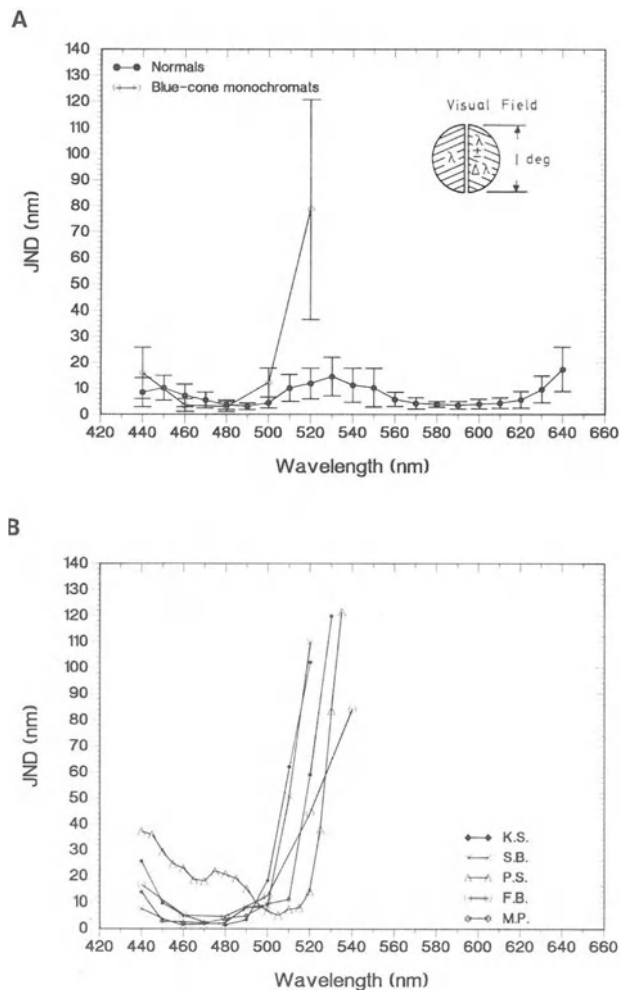 A
140
130
120
110
100
90
80
70
60
50
40
30
20
10
0
JND (nm)
Normals
Blue-cone monochromats
Visual Field
λ
λ
+
−
Δλ
1 deg
420 440 460 480 500 520 540 560 580 600 620 640 660
Wavelength (nm)
B
140
130
120
110
100
90
80
70
60
50
40
30
20
10
0
JND (nm)
K.S.
S.B.
P.S.
F.B.
M.P.
420 440 460 480 500 520 540 560 580 600 620 640 660
Wavelength (nm)